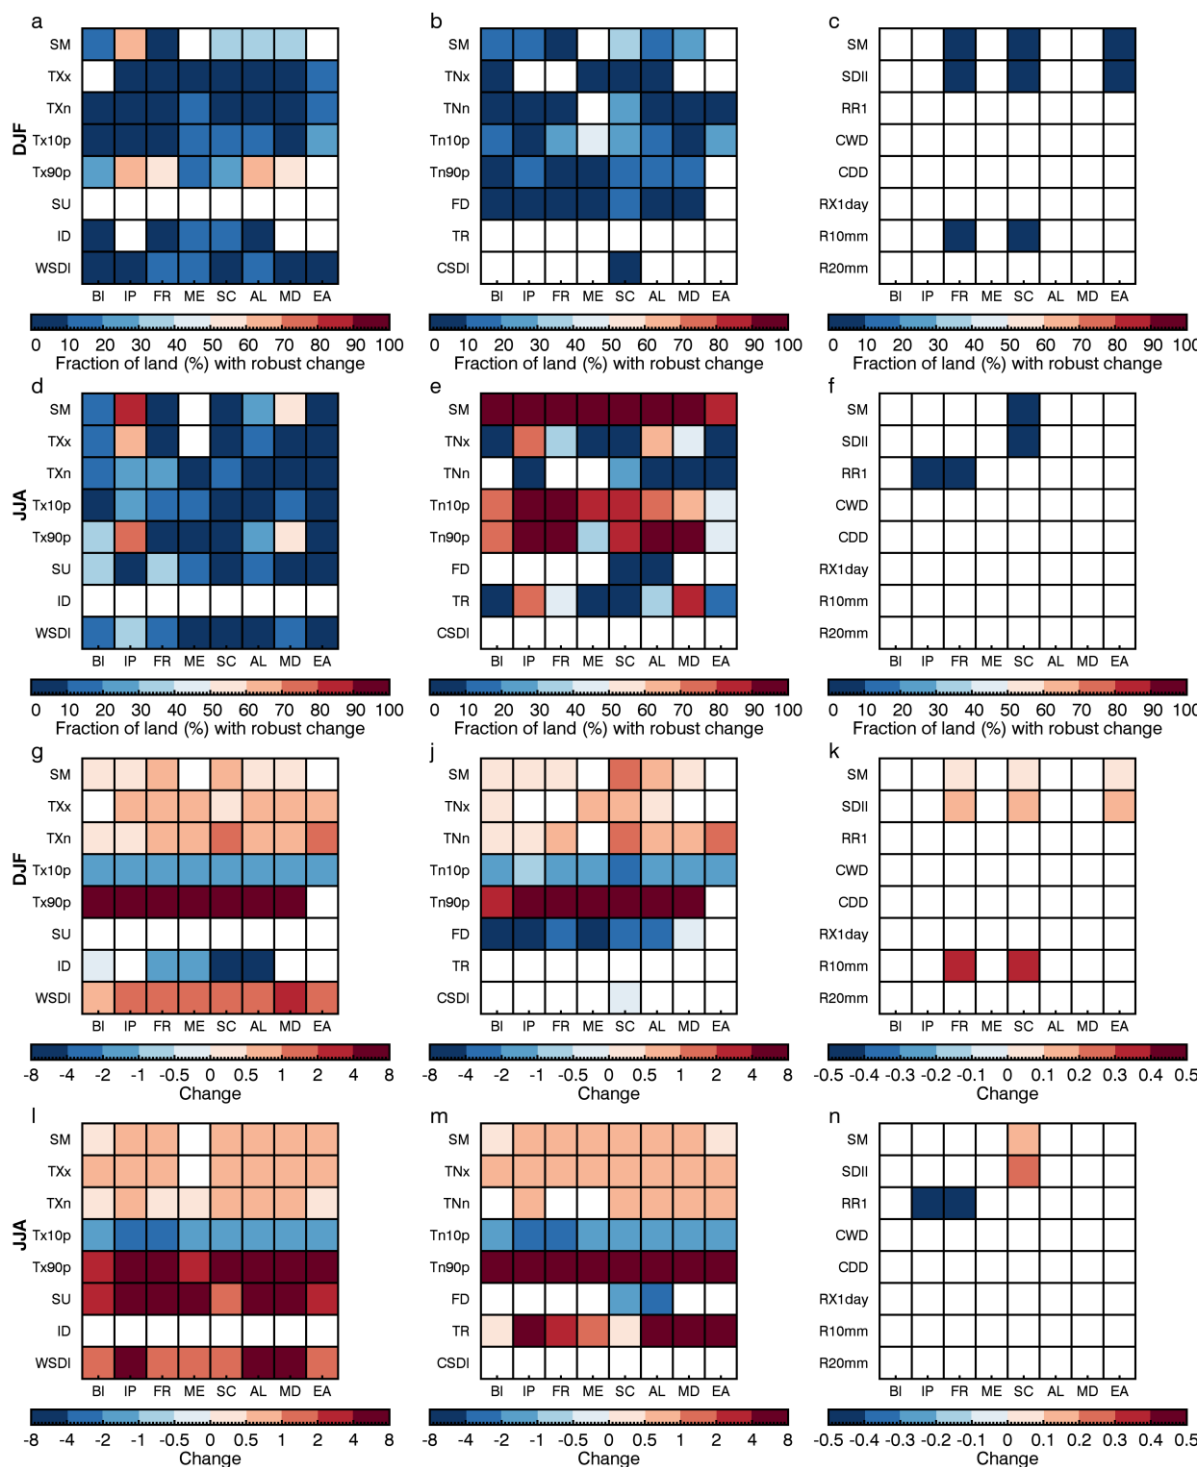 a b c
DJF
SM SM SM
TXx TNx SDII
TXn TNn RR1
Tx10p Tn10p CWD
Tx90p Tn90p CDD
SU FD RX1day
ID TR R10mm
WSDI CSDI R20mm
BI IP FR ME SC AL MD EA BI IP FR ME SC AL MD EA BI IP FR ME SC AL MD EA
0 10 20 30 40 50 60 70 80 90 100 0 10 20 30 40 50 60 70 80 90 100 0 10 20 30 40 50 60 70 80 90 100
Fraction of land (%) with robust change Fraction of land (%) with robust change Fraction of land (%) with robust change
d e f
JJA
SM SM SM
TXx TNx SDII
TXn TNn RR1
Tx10p Tn10p CWD
Tx90p Tn90p CDD
SU FD RX1day
ID TR R10mm
WSDI CSDI R20mm
BI IP FR ME SC AL MD EA BI IP FR ME SC AL MD EA BI IP FR ME SC AL MD EA
0 10 20 30 40 50 60 70 80 90 100 0 10 20 30 40 50 60 70 80 90 100 0 10 20 30 40 50 60 70 80 90 100
Fraction of land (%) with robust change Fraction of land (%) with robust change Fraction of land (%) with robust change
g j k
DJF
SM SM SM
TXx TNx SDII
TXn TNn RR1
Tx10p Tn10p CWD
Tx90p Tn90p CDD
SU FD RX1day
ID TR R10mm
WSDI CSDI R20mm
BI IP FR ME SC AL MD EA BI IP FR ME SC AL MD EA BI IP FR ME SC AL MD EA
-8 -4 -2 -1 -0.5 0 0.5 1 2 4 8 -8 -4 -2 -1 -0.5 0 0.5 1 2 4 8 -0.5 -0.4 -0.3 -0.2 -0.1 0 0.1 0.2 0.3 0.4 0.5
Change Change Change
l m n
JJA
SM SM SM
TXx TNx SDII
TXn TNn RR1
Tx10p Tn10p CWD
Tx90p Tn90p CDD
SU FD RX1day
ID TR R10mm
WSDI CSDI R20mm
BI IP FR ME SC AL MD EA BI IP FR ME SC AL MD EA BI IP FR ME SC AL MD EA
-8 -4 -2 -1 -0.5 0 0.5 1 2 4 8 -8 -4 -2 -1 -0.5 0 0.5 1 2 4 8 -0.5 -0.4 -0.3 -0.2 -0.1 0 0.1 0.2 0.3 0.4 0.5
Change Change Change